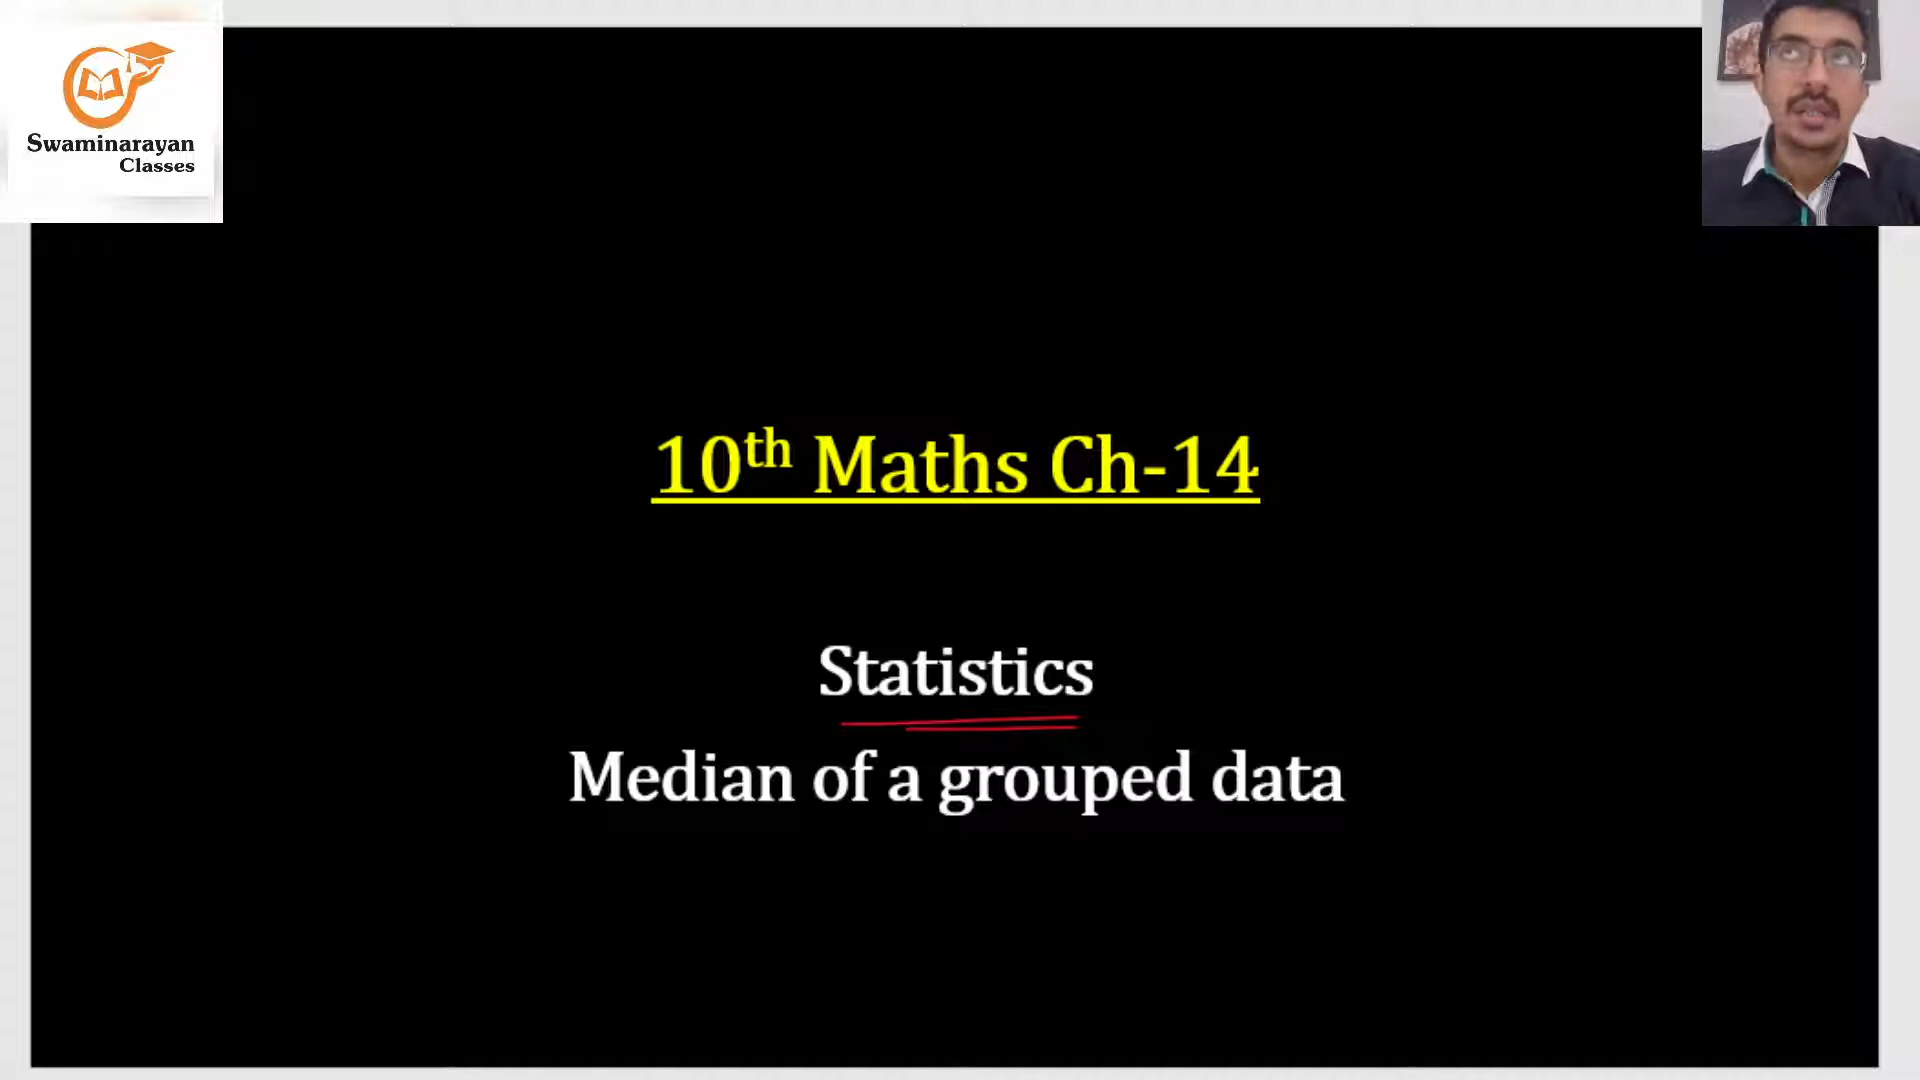 Swaminarayan
Classes
10th Maths Ch-14
Statistics
Median of a grouped data